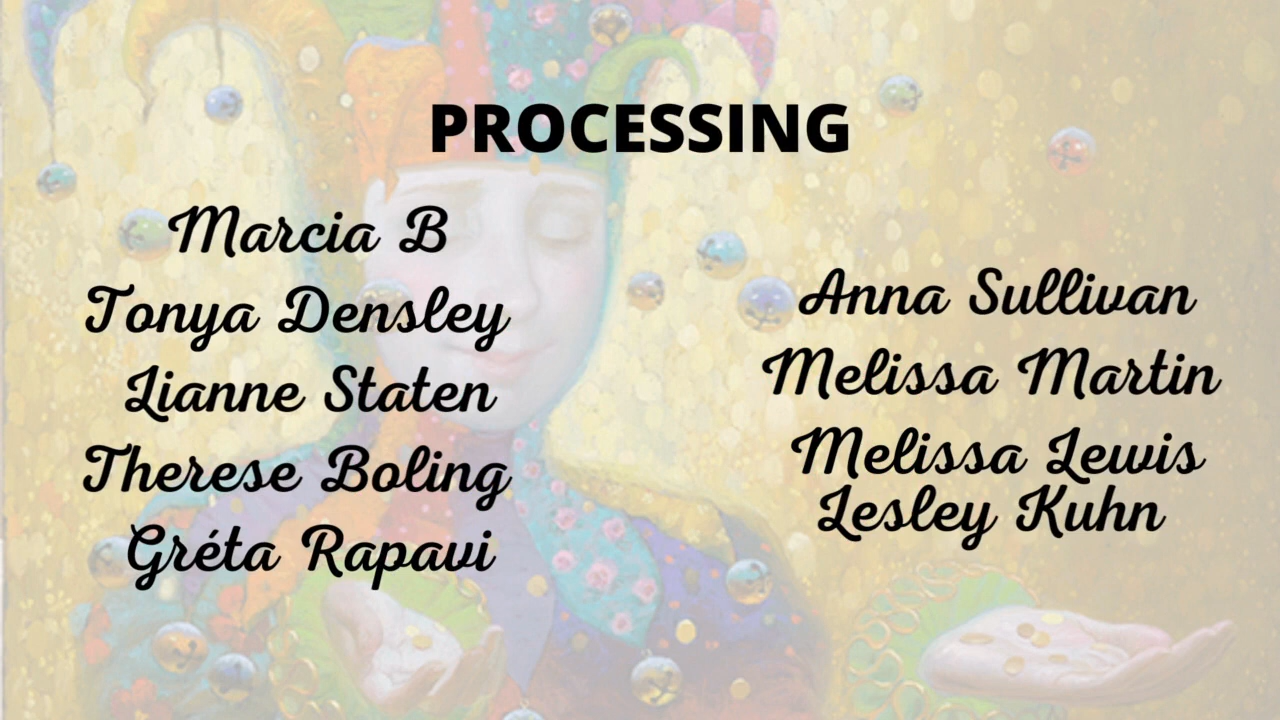 PROCESSING
Marcia B
Tonya Densley
Lianne Staten
Therese Boling
Gréta Rapavi
Anna Sullivan
Melissa Martin
Melissa Lewis
Lesley Kuhn